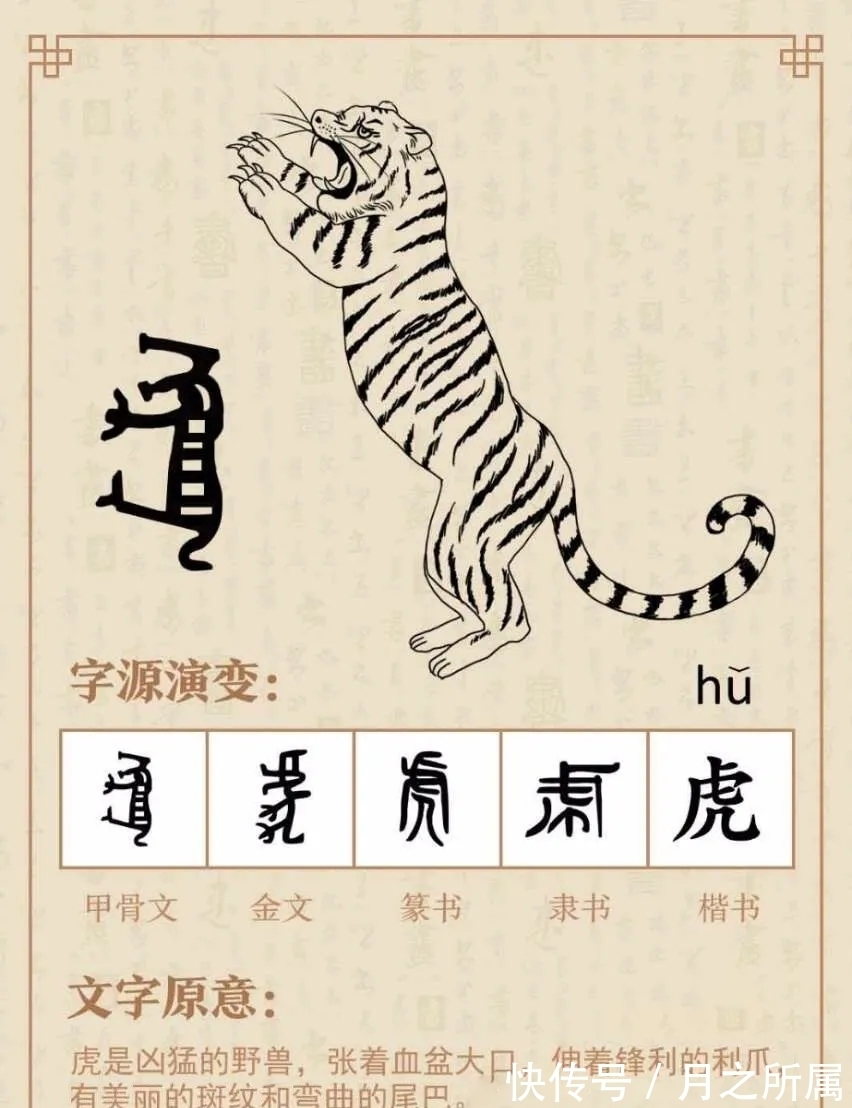 字源演变：
hǔ
虎
甲骨文 金文 篆书 隶书 楷书
文字原意：
虎是凶猛的野兽，张着血盆大口，伸着锋利的利爪，
有美丽的斑纹和弯曲的尾巴。
快传号 / 月之所属